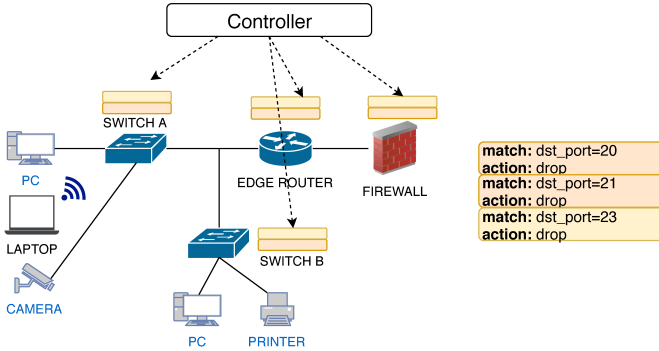 Controller
SWITCH A
PC
EDGE ROUTER
FIREWALL
LAPTOP
SWITCH B
CAMERA
PC
PRINTER
match: dst_port=20
action: drop
match: dst_port=21
action: drop
match: dst_port=23
action: drop